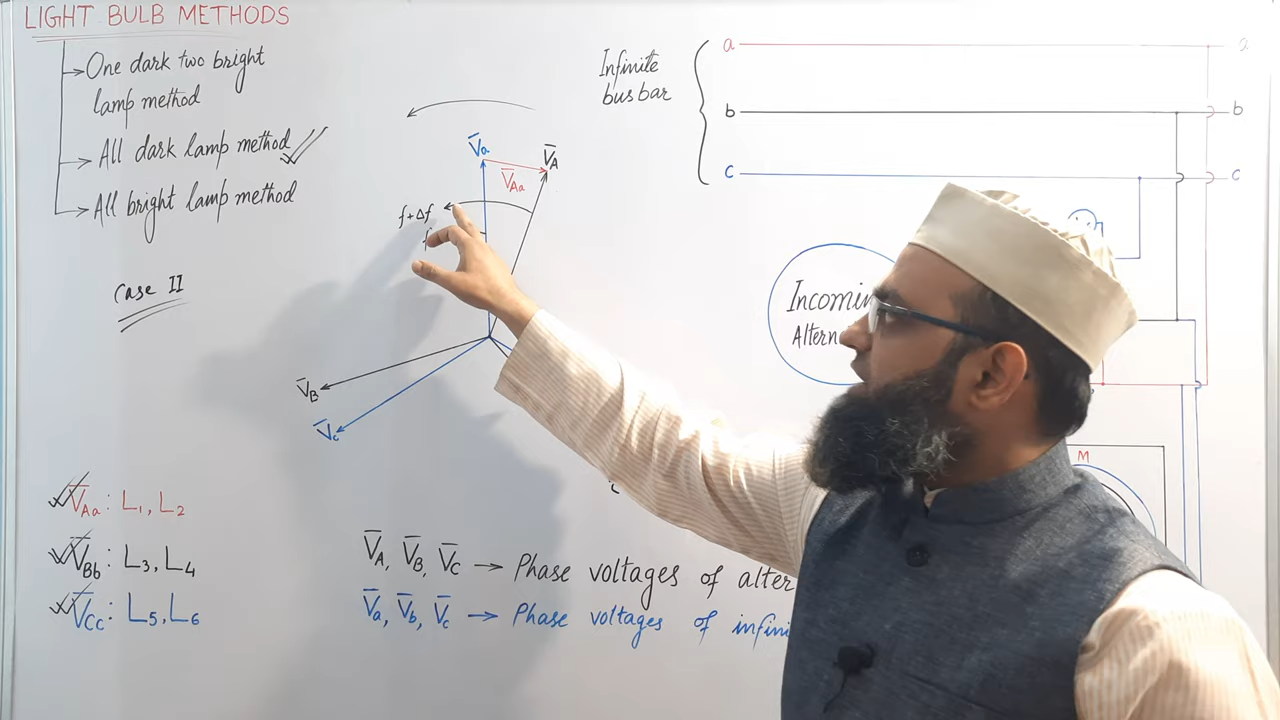 LIGHT BULB METHODS
One dark two bright
lamp method
All dark lamp method
All bright lamp method
Case II
V̅a
V̅A
V̅Aa
f+Δf
f
V̅B
V̅c
V̅Aa : L1, L2
V̅Bb : L3, L4
V̅Cc : L5, L6
V̅A, V̅B, V̅C → Phase voltages of alter
V̅a, V̅b, V̅c → Phase voltages of infini
Infinite
bus bar
a
b
c
a
b
c
Incomin
Altern
M